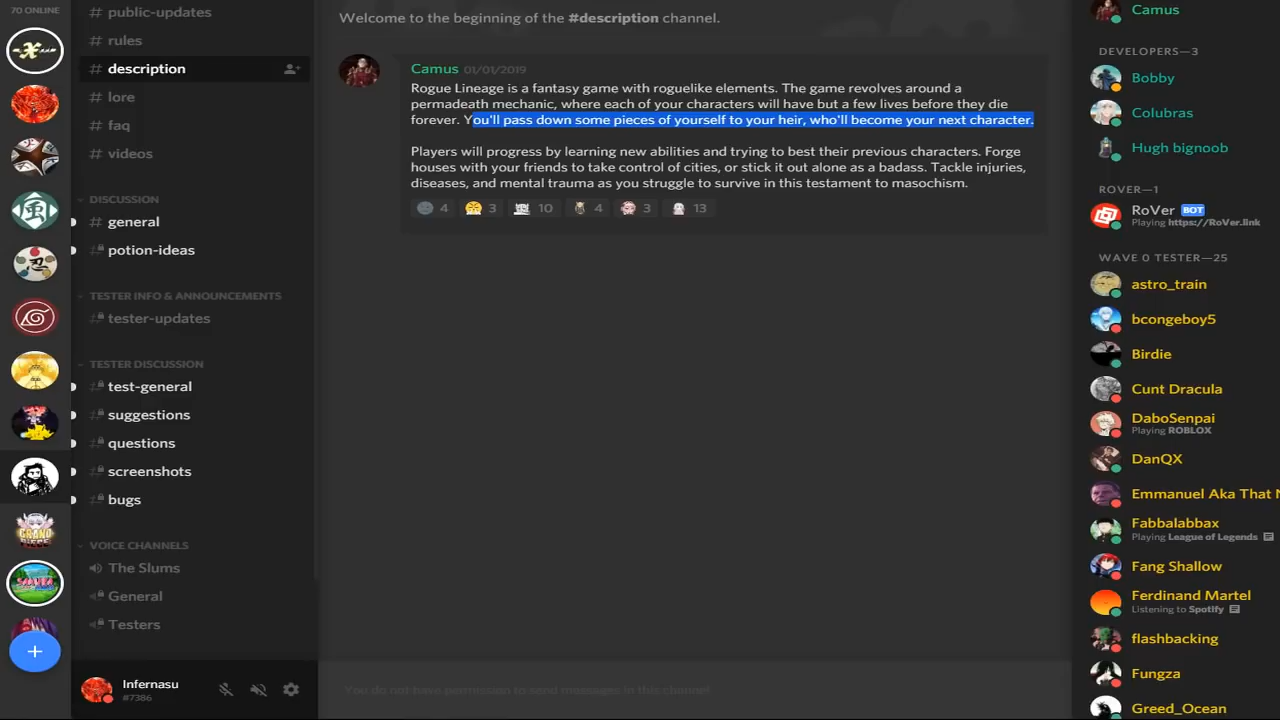 70 ONLINE
# public-updates
# rules
# description
# lore
# faq
# videos
DISCUSSION
# general
# potion-ideas
TESTER INFO & ANNOUNCEMENTS
tester-updates
TESTER DISCUSSION
test-general
suggestions
questions
screenshots
bugs
VOICE CHANNELS
The Slums
General
Testers
Infernasu
#7386
Welcome to the beginning of the #description channel.
Camus 01/01/2019
Rogue Lineage is a fantasy game with roguelike elements. The game revolves around a
permadeath mechanic, where each of your characters will have but a few lives before they die
forever. You'll pass down some pieces of yourself to your heir, who'll become your next character.
Players will progress by learning new abilities and trying to best their previous characters. Forge
houses with your friends to take control of cities, or stick it out alone as a badass. Tackle injuries,
diseases, and mental trauma as you struggle to survive in this testament to masochism.
4 3 10 4 3 13
You do not have permission to send messages in this channel
Camus
DEVELOPERS—3
Bobby
Colubras
Hugh bignoob
ROVER—1
RoVer BOT
Playing https://RoVer.link
WAVE 0 TESTER—25
astro_train
bcongeboy5
Birdie
Cunt Dracula
DaboSenpai
Playing ROBLOX
DanQX
Emmanuel Aka That
Fabbalabbax
Playing League of Legends
Fang Shallow
Ferdinand Martel
Listening to Spotify
flashbacking
Fungza
Greed_Ocean